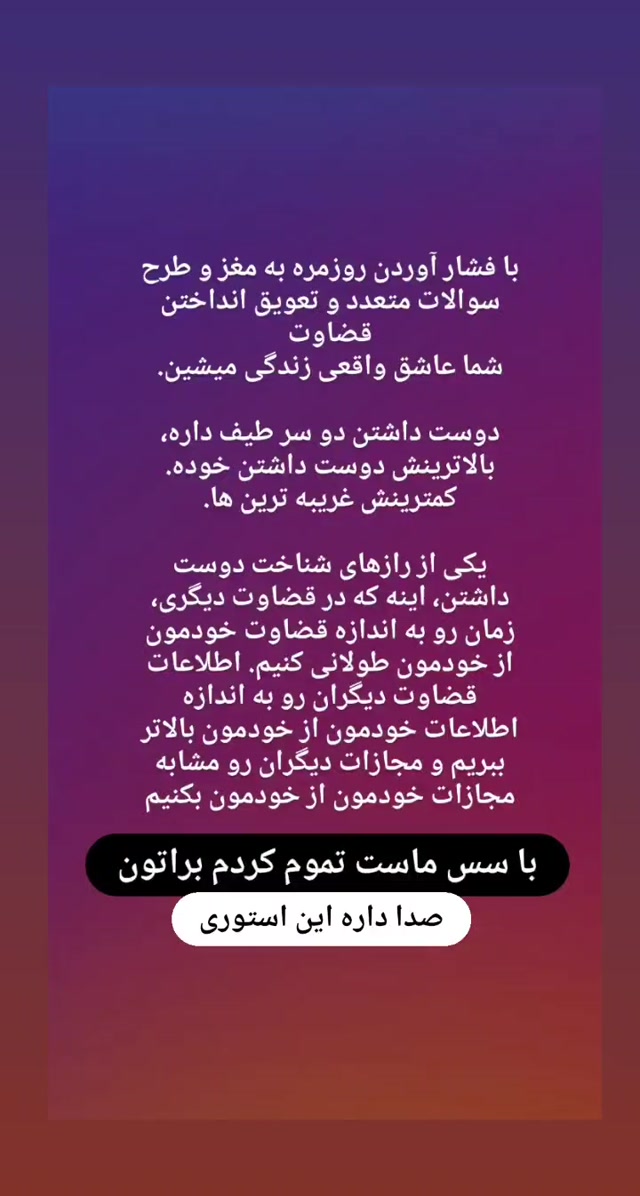 با فشار آوردن روزمره به مغز و طرح
سوالات متعدد و تعویق انداختن
قضاوت
شما عاشق واقعی زندگی میشین.
دوست داشتن دو سر طیف داره،
بالاترینش دوست داشتن خوده.
کمترینش غریبه ترین ها.
یکی از رازهای شناخت دوست
داشتن، اینه که در قضاوت دیگری،
زمان رو به اندازه قضاوت خودمون
از خودمون طولانی کنیم. اطلاعات
قضاوت دیگران رو به اندازه
اطلاعات خودمون از خودمون بالاتر
ببریم و مجازات دیگران رو مشابه
مجازات خودمون از خودمون بکنیم
با سس ماست تموم کردم براتون
صدا داره این استوری